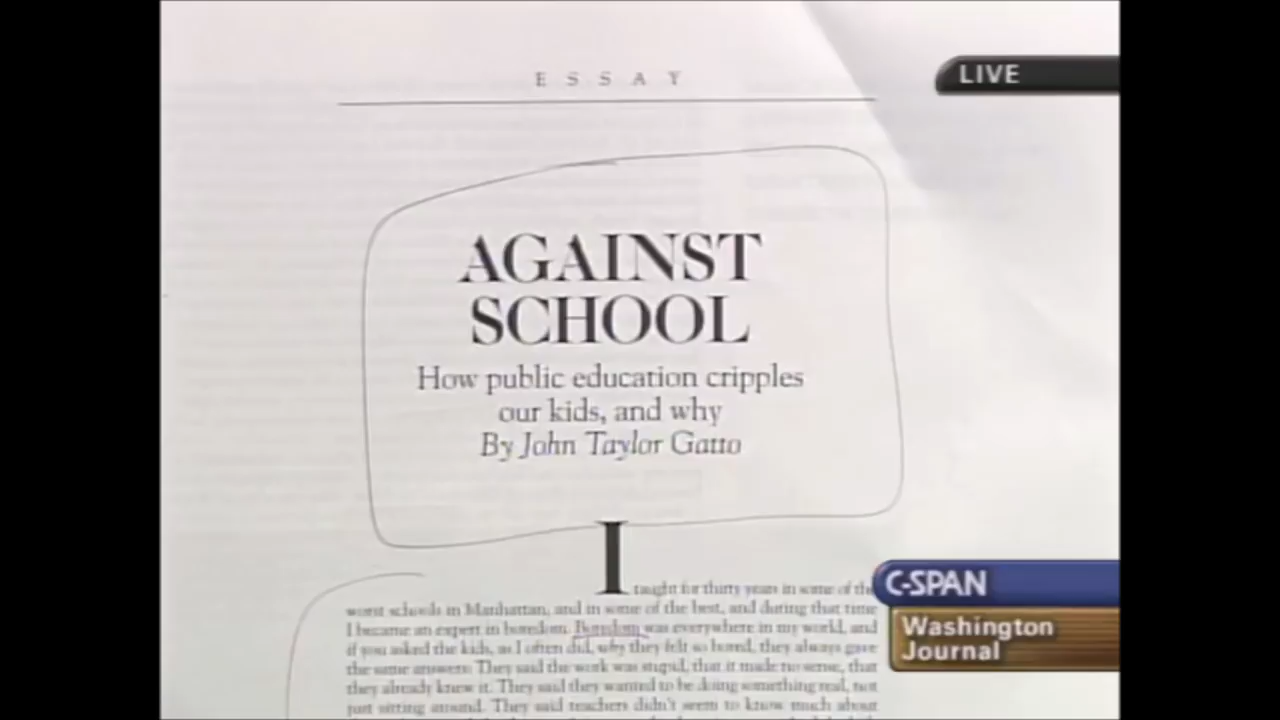 ESSAY
LIVE
AGAINST
SCHOOL
How public education cripples
our kids, and why
By John Taylor Gatto
I taught for thirty years in some of the
worst schools in Manhattan, and in some of the best, and during that time
I became an expert in boredom. Boredom was everywhere in my world, and
if you asked the kids, as I often did, why they felt so bored, they always gave
the same answers: They said the work was stupid, that it made no sense, that
they already knew it. They said they wanted to be doing something real, not
just sitting around. They said teachers didn't seem to know much about
C-SPAN
Washington
Journal